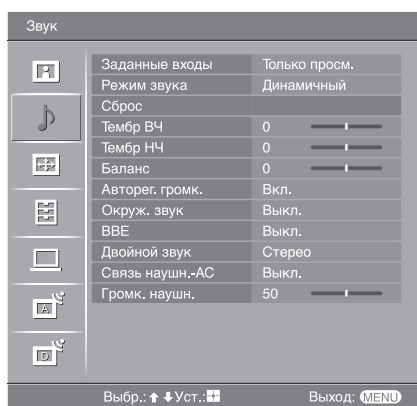 Звук
Заданные входы Только просм.
Режим звука Динамичный
Сброс
Тембр ВЧ 0
Тембр НЧ 0
Баланс 0
Авторег. громк. Вкл.
Окруж. звук Выкл.
BBE Выкл.
Двойной звук Стерео
Связь наушн.-АС Выкл.
Громк. наушн. 50
A
D
Выбр.: Уст.: Выход: MENU